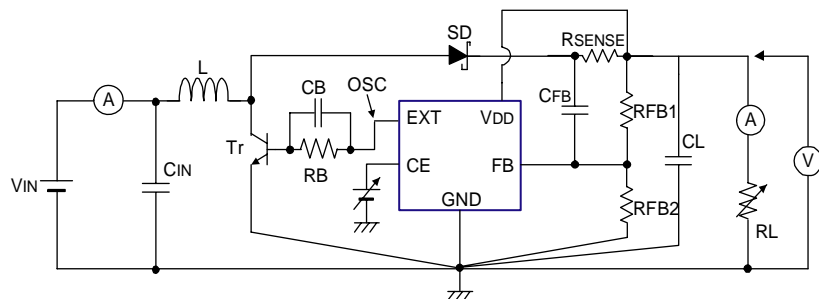 SD
RSENSE
L
OSC
A
CB
CFB
EXT
VDD
RFB1
A
Tr
CL
V
VIN
CIN
RB
CE
FB
GND
RFB2
RL